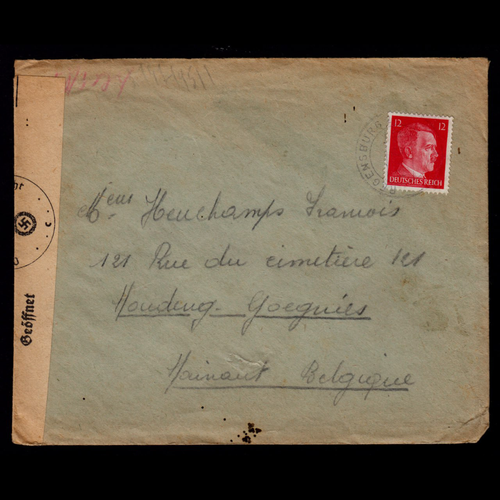 12 12
DEUTSCHES REICH
Geöffnet
Heuchamps Francois
121 Rue du cimetière 121
Houdeng-Goegnies
Hainaut Belgique